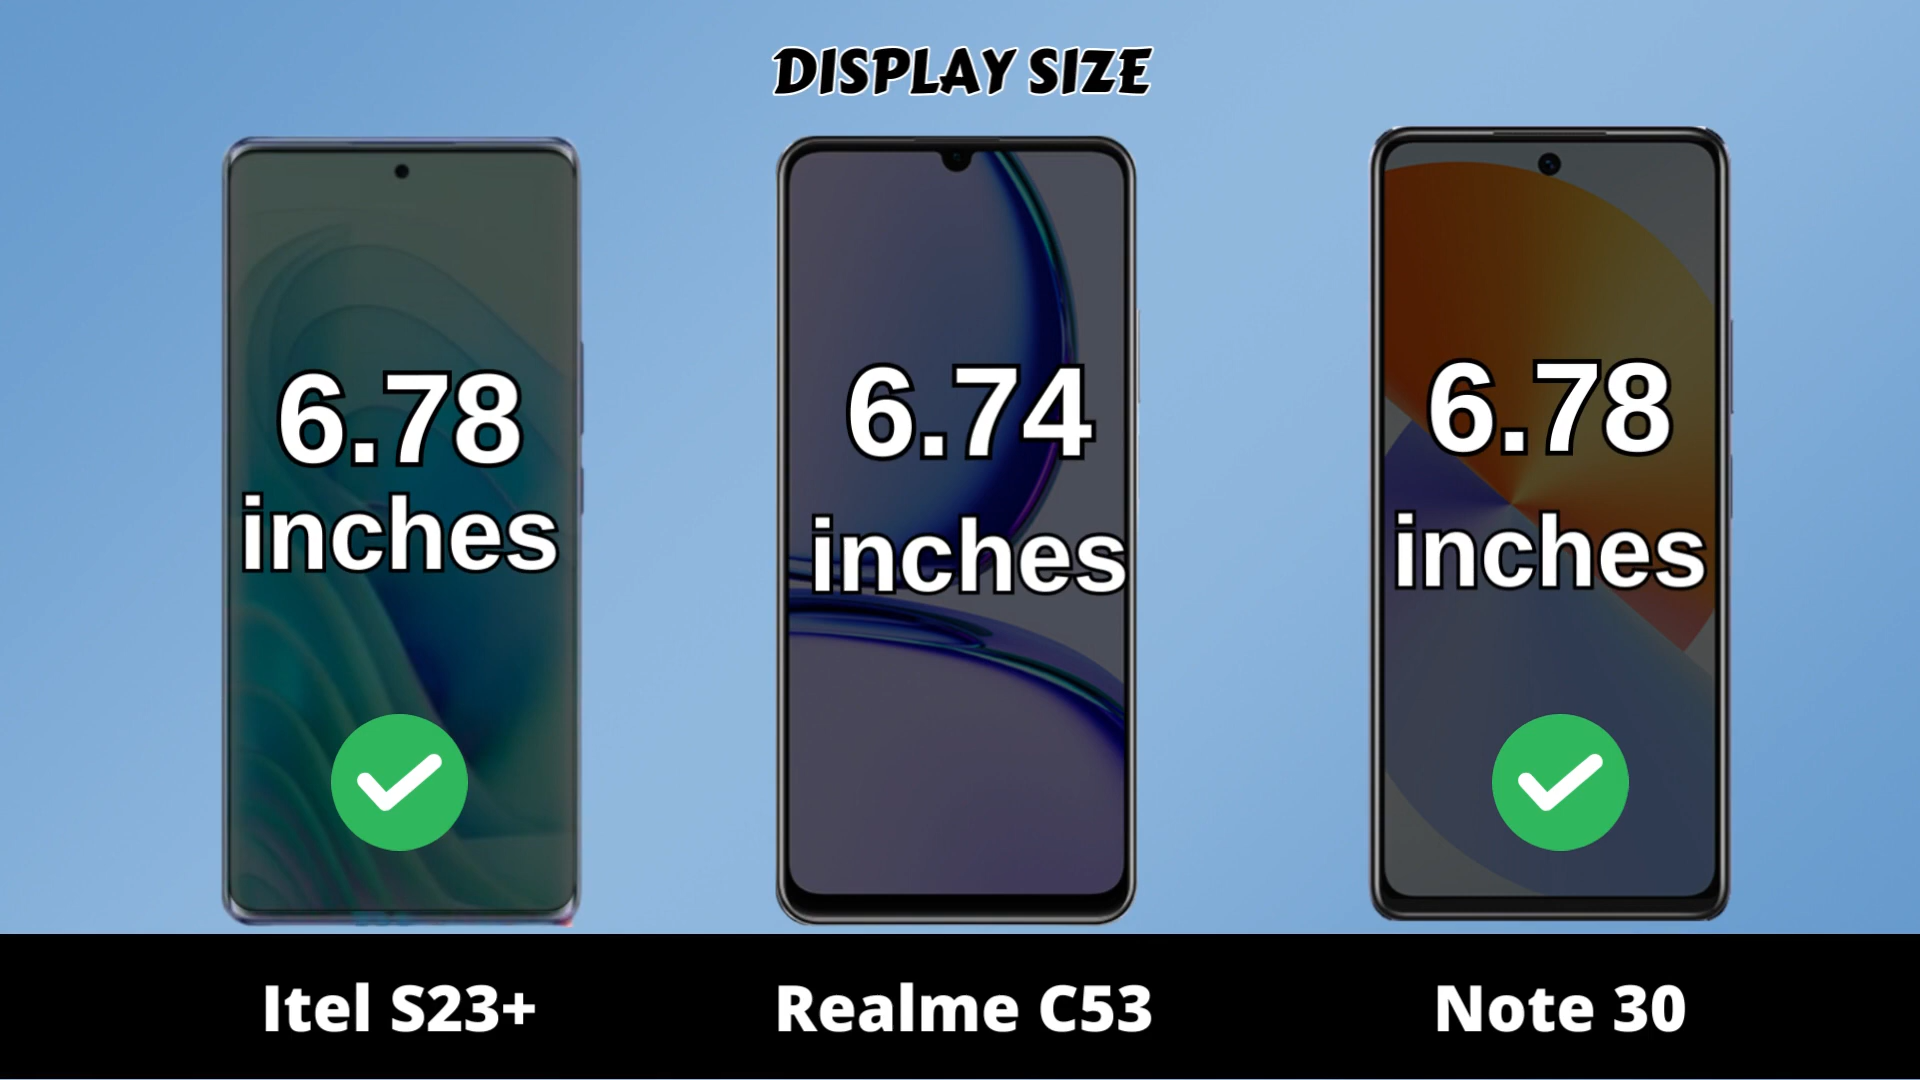 DISPLAY SIZE
6.78
inches
6.74
inches
6.78
inches
Itel S23+
Realme C53
Note 30